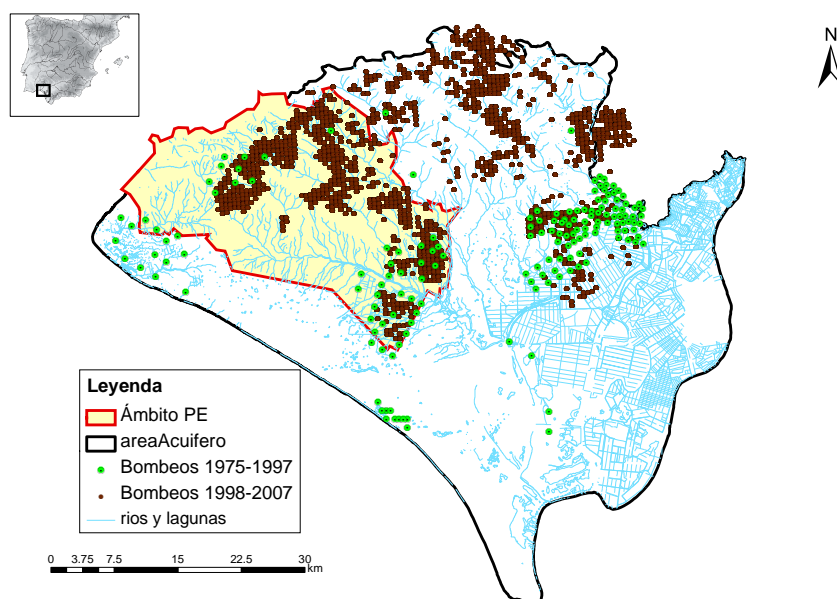 N
Leyenda
Ámbito PE
areaAcuifero
Bombeos 1975-1997
Bombeos 1998-2007
rios y lagunas
0 3.75 7.5 15 22.5 30
km